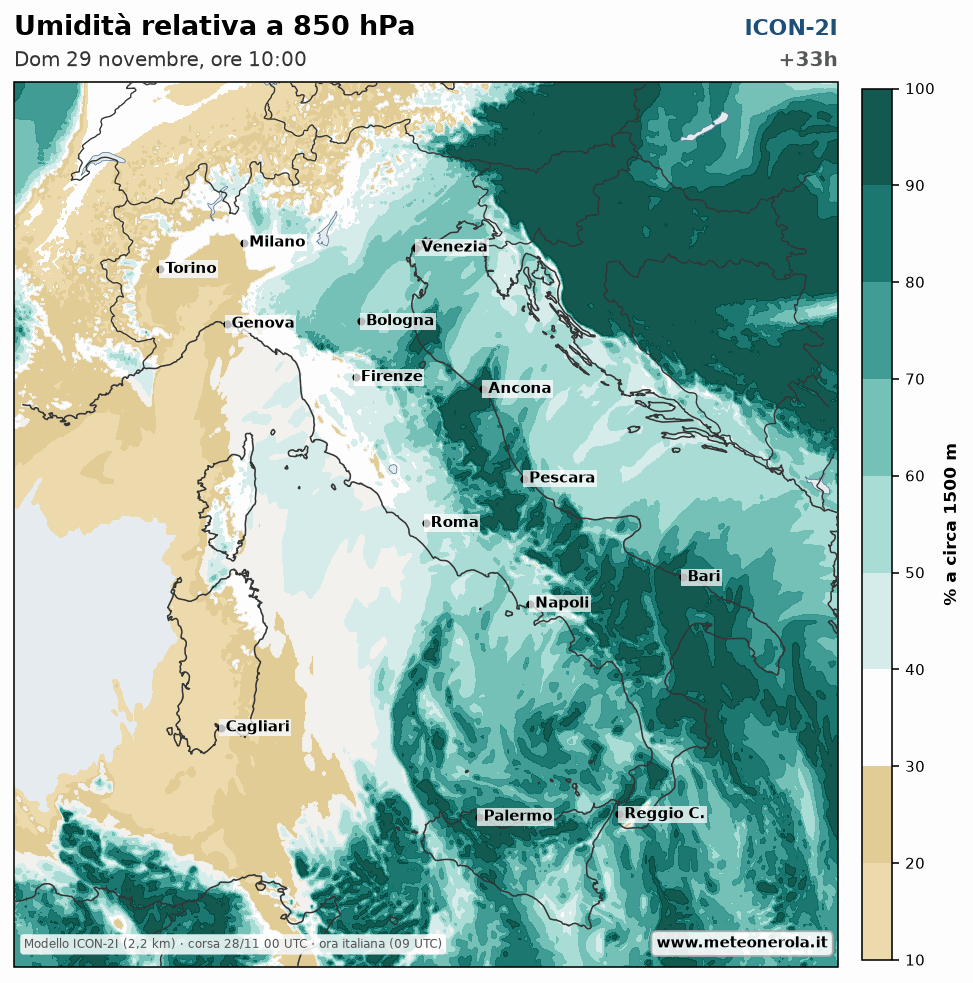 Umidità relativa a 850 hPa
ICON-2I
Dom 29 novembre, ore 10:00
+33h
Milano
Venezia
Torino
Genova
Bologna
Firenze
Ancona
Pescara
Roma
Bari
Napoli
Cagliari
Palermo
Reggio C.
100
90
80
70
60
50
40
30
20
10
% a circa 1500 m
Modello ICON-2I (2,2 km) · corsa 28/11 00 UTC · ora italiana (09 UTC)
www.meteonerola.it